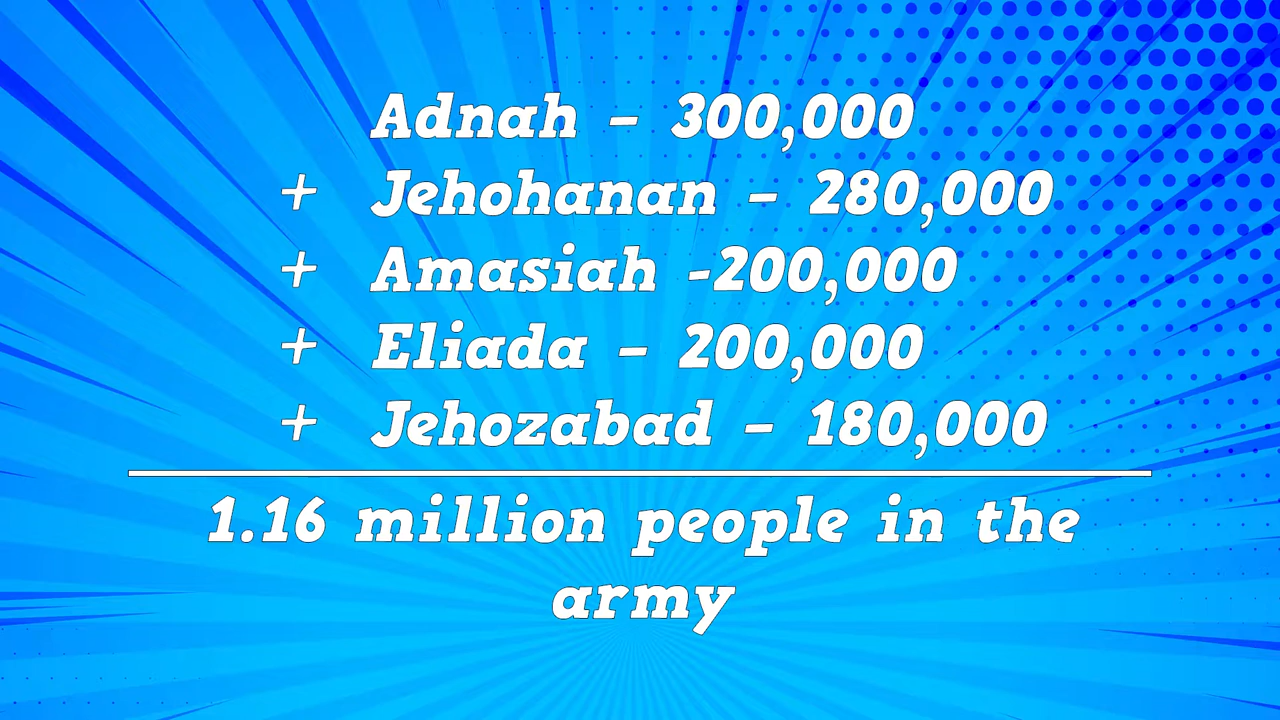 Adnah – 300,000
+ Jehohanan – 280,000
+ Amasiah -200,000
+ Eliada – 200,000
+ Jehozabad – 180,000
1.16 million people in the
army